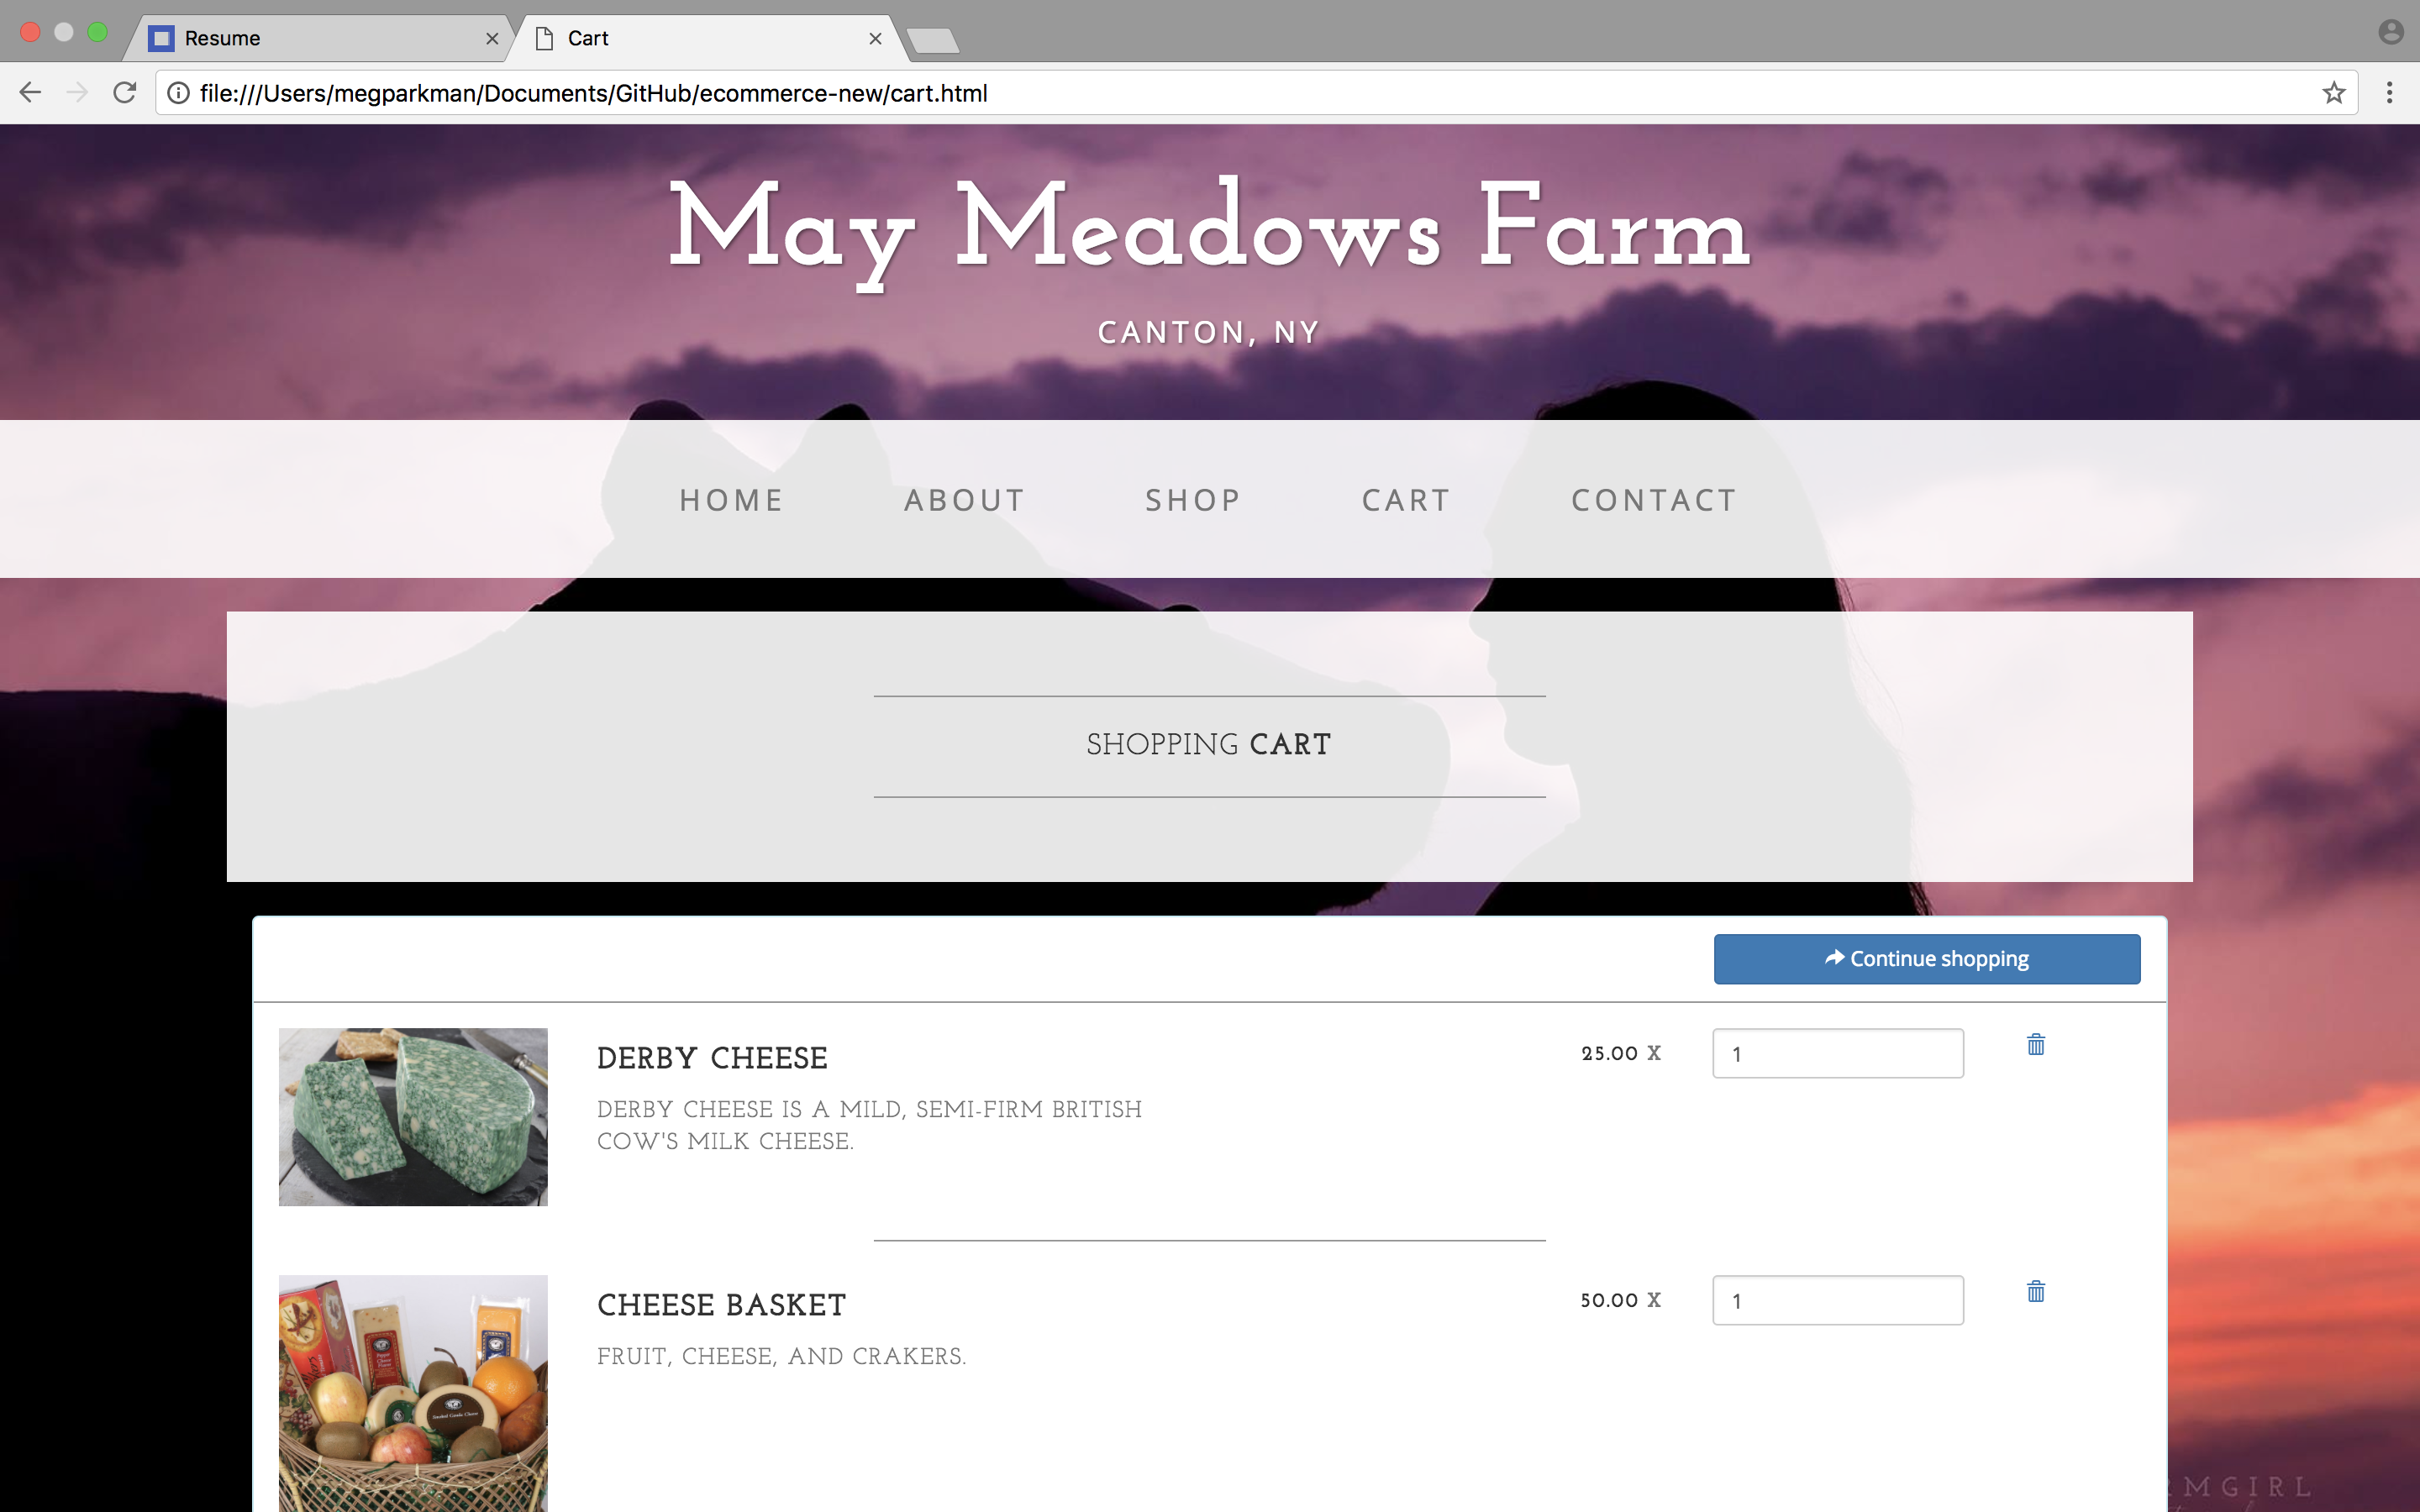 Resume
Cart
file:///Users/megparkman/Documents/GitHub/ecommerce-new/cart.html
May Meadows Farm
CANTON, NY
HOME ABOUT SHOP CART CONTACT
SHOPPING CART
Continue shopping
DERBY CHEESE 25.00 X 1
DERBY CHEESE IS A MILD, SEMI-FIRM BRITISH
COW'S MILK CHEESE.
CHEESE BASKET 50.00 X 1
FRUIT, CHEESE, AND CRAKERS.
RMGIRL